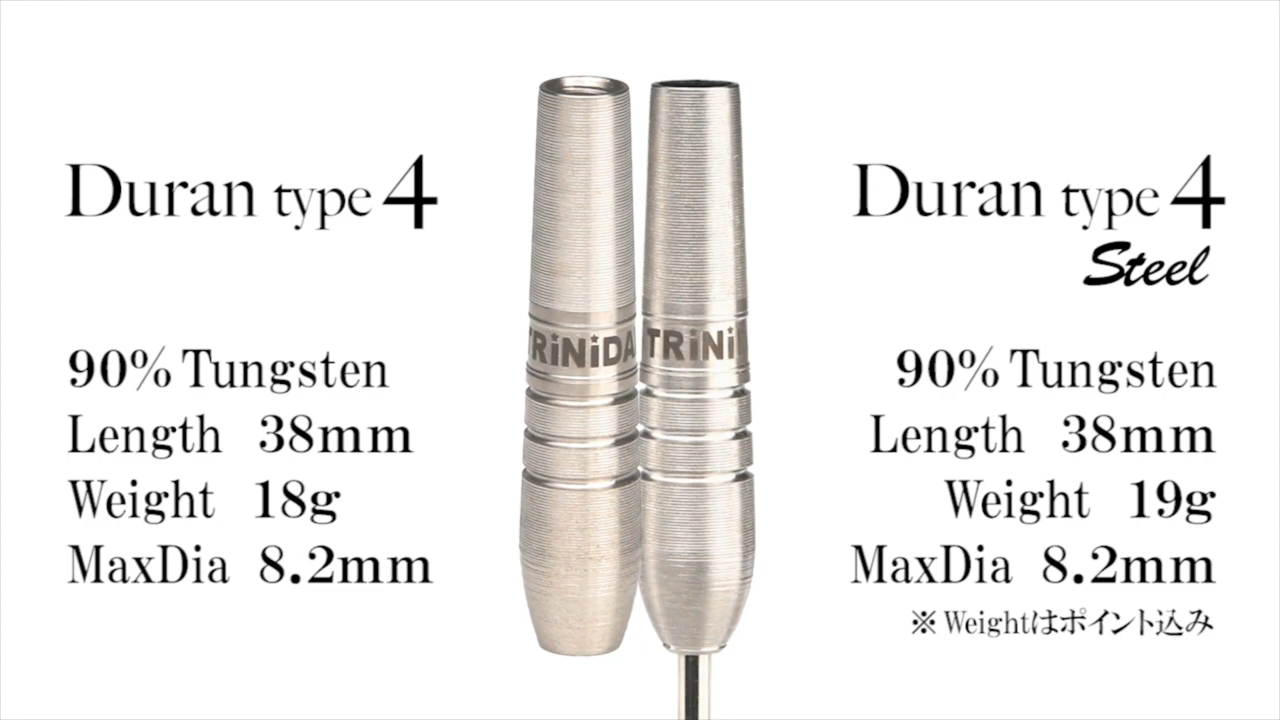 Duran type 4
90% Tungsten
Length 38mm
Weight 18g
MaxDia 8.2mm
TRiNiDA
TRiNi
Duran type 4
Steel
90% Tungsten
Length 38mm
Weight 19g
MaxDia 8.2mm
※ Weightはポイント込み